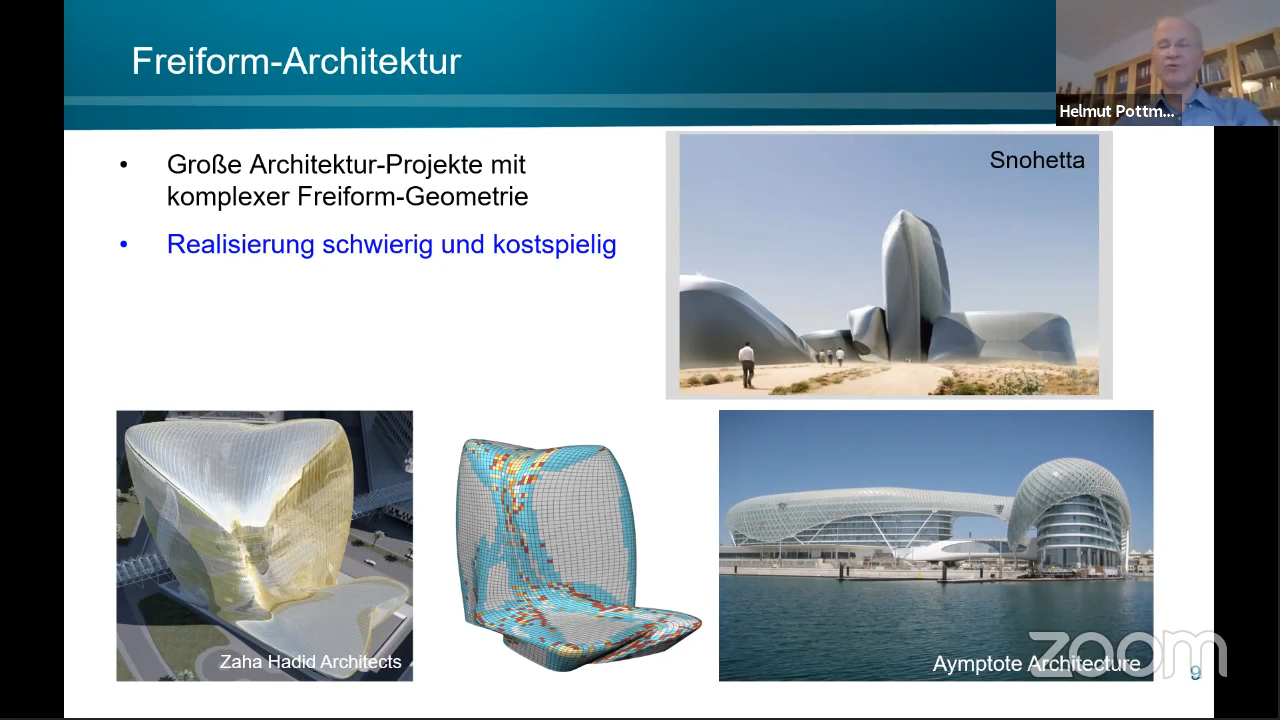 Freiform-Architektur
Helmut Pottm...
• Große Architektur-Projekte mit
komplexer Freiform-Geometrie
• Realisierung schwierig und kostspielig
Snohetta
Zaha Hadid Architects
Aymptote Architecture
zoom
9